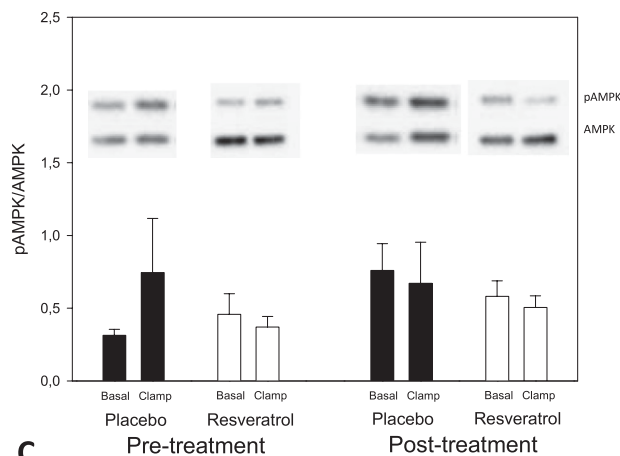 2,5
2,0
pAMPK
AMPK
1,5
pAMPK/AMPK
1,0
0,5
0,0
Basal Clamp Basal Clamp Basal Clamp Basal Clamp
Placebo Resveratrol Placebo Resveratrol
Pre-treatment Post-treatment
C